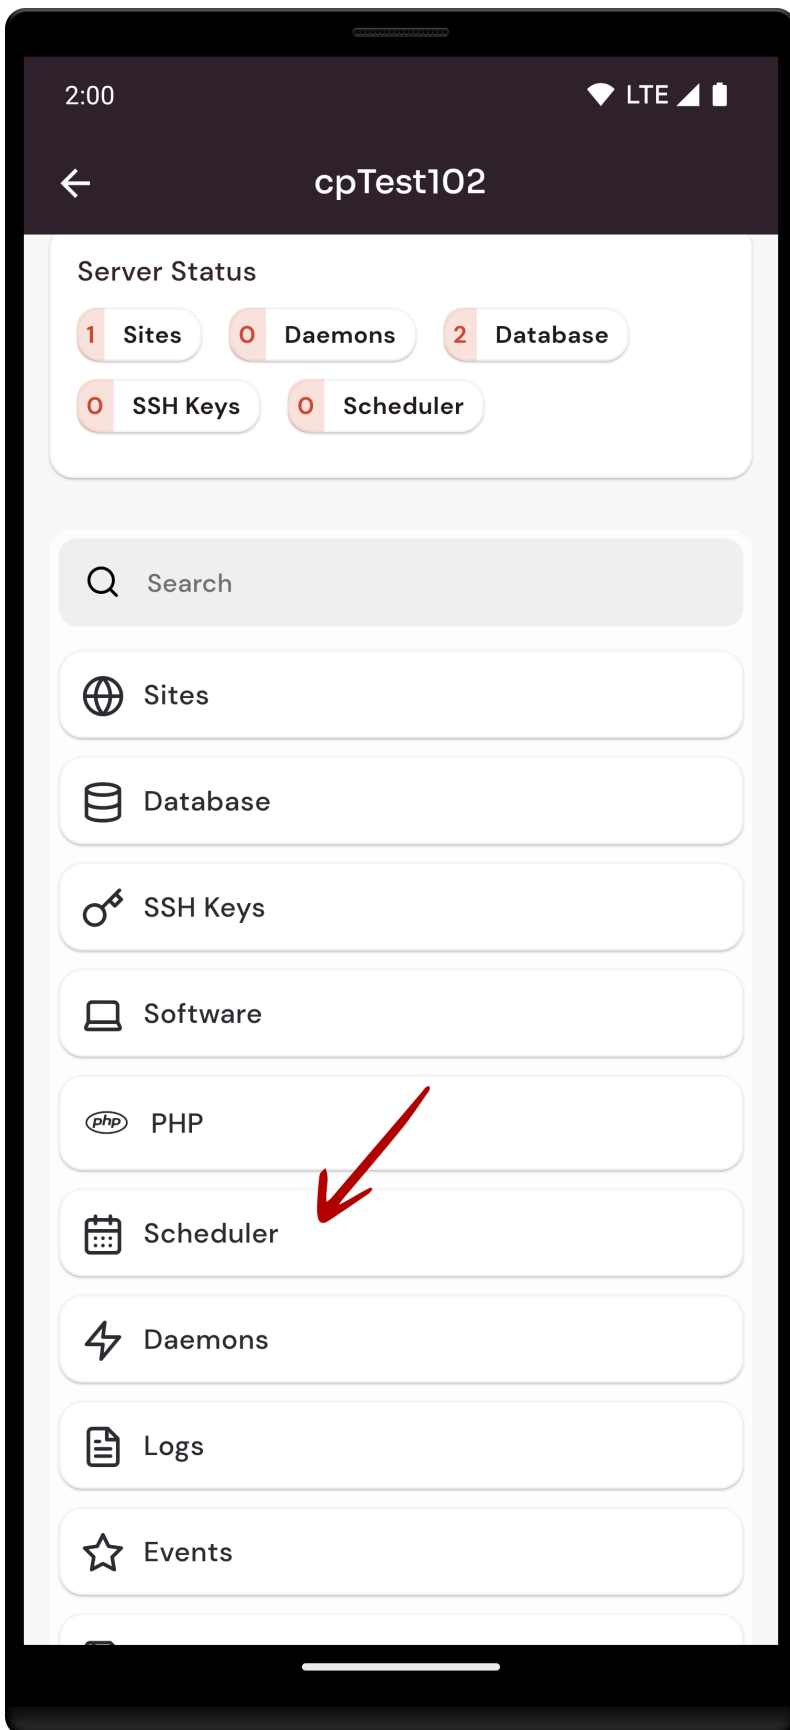 2:00 LTE
cpTest102
Server Status
1 Sites 0 Daemons 2 Database
0 SSH Keys 0 Scheduler
Search
Sites
Database
SSH Keys
Software
php PHP
Scheduler
Daemons
Logs
Events